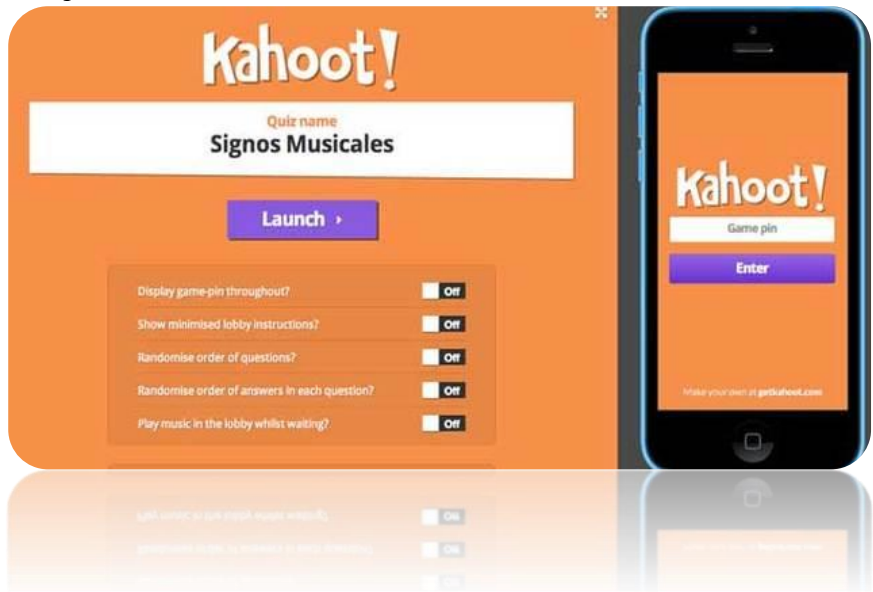 Kahoot!
Quiz name
Signos Musicales
Launch
Display game-pin throughout? Off
Show minimised lobby instructions? Off
Randomise order of questions? Off
Randomise order of answers in each question? Off
Play music in the lobby whilst waiting? Off
Kahoot!
Game pin
Enter
Make your own at getkahoot.com